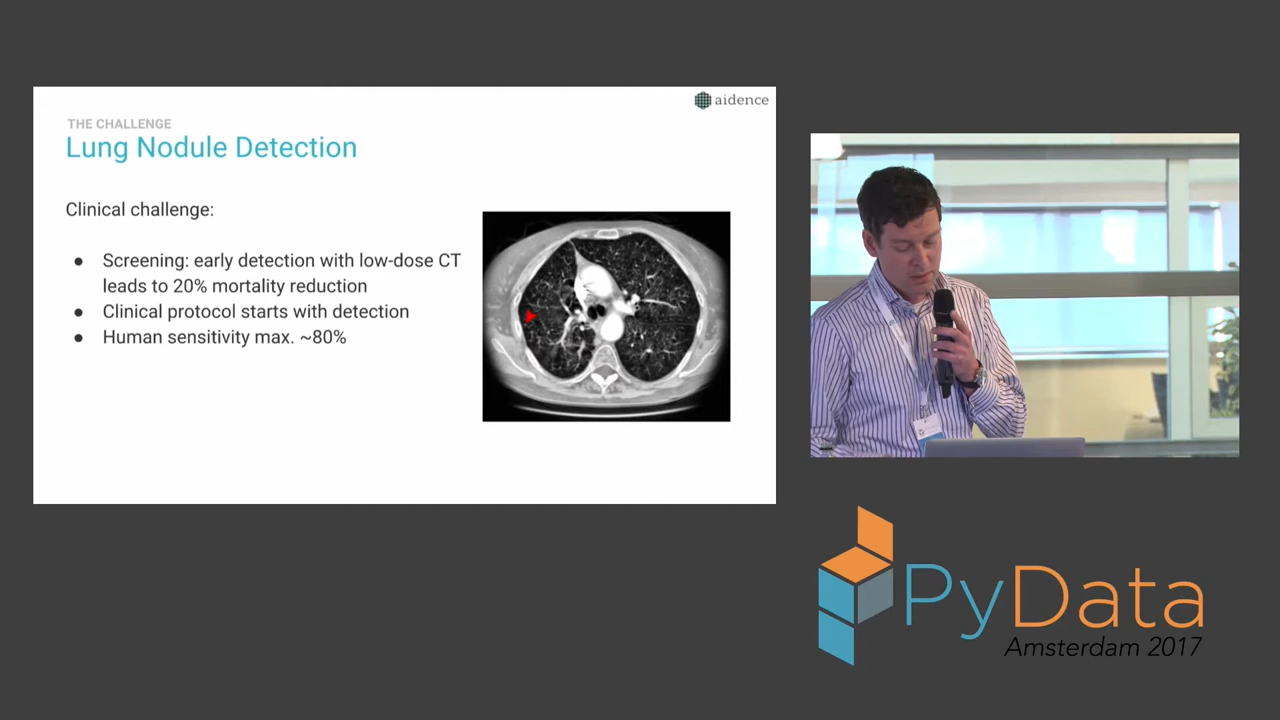 aidence
THE CHALLENGE
Lung Nodule Detection
Clinical challenge:
● Screening: early detection with low-dose CT
leads to 20% mortality reduction
● Clinical protocol starts with detection
● Human sensitivity max. ~80%
PyData
Amsterdam 2017